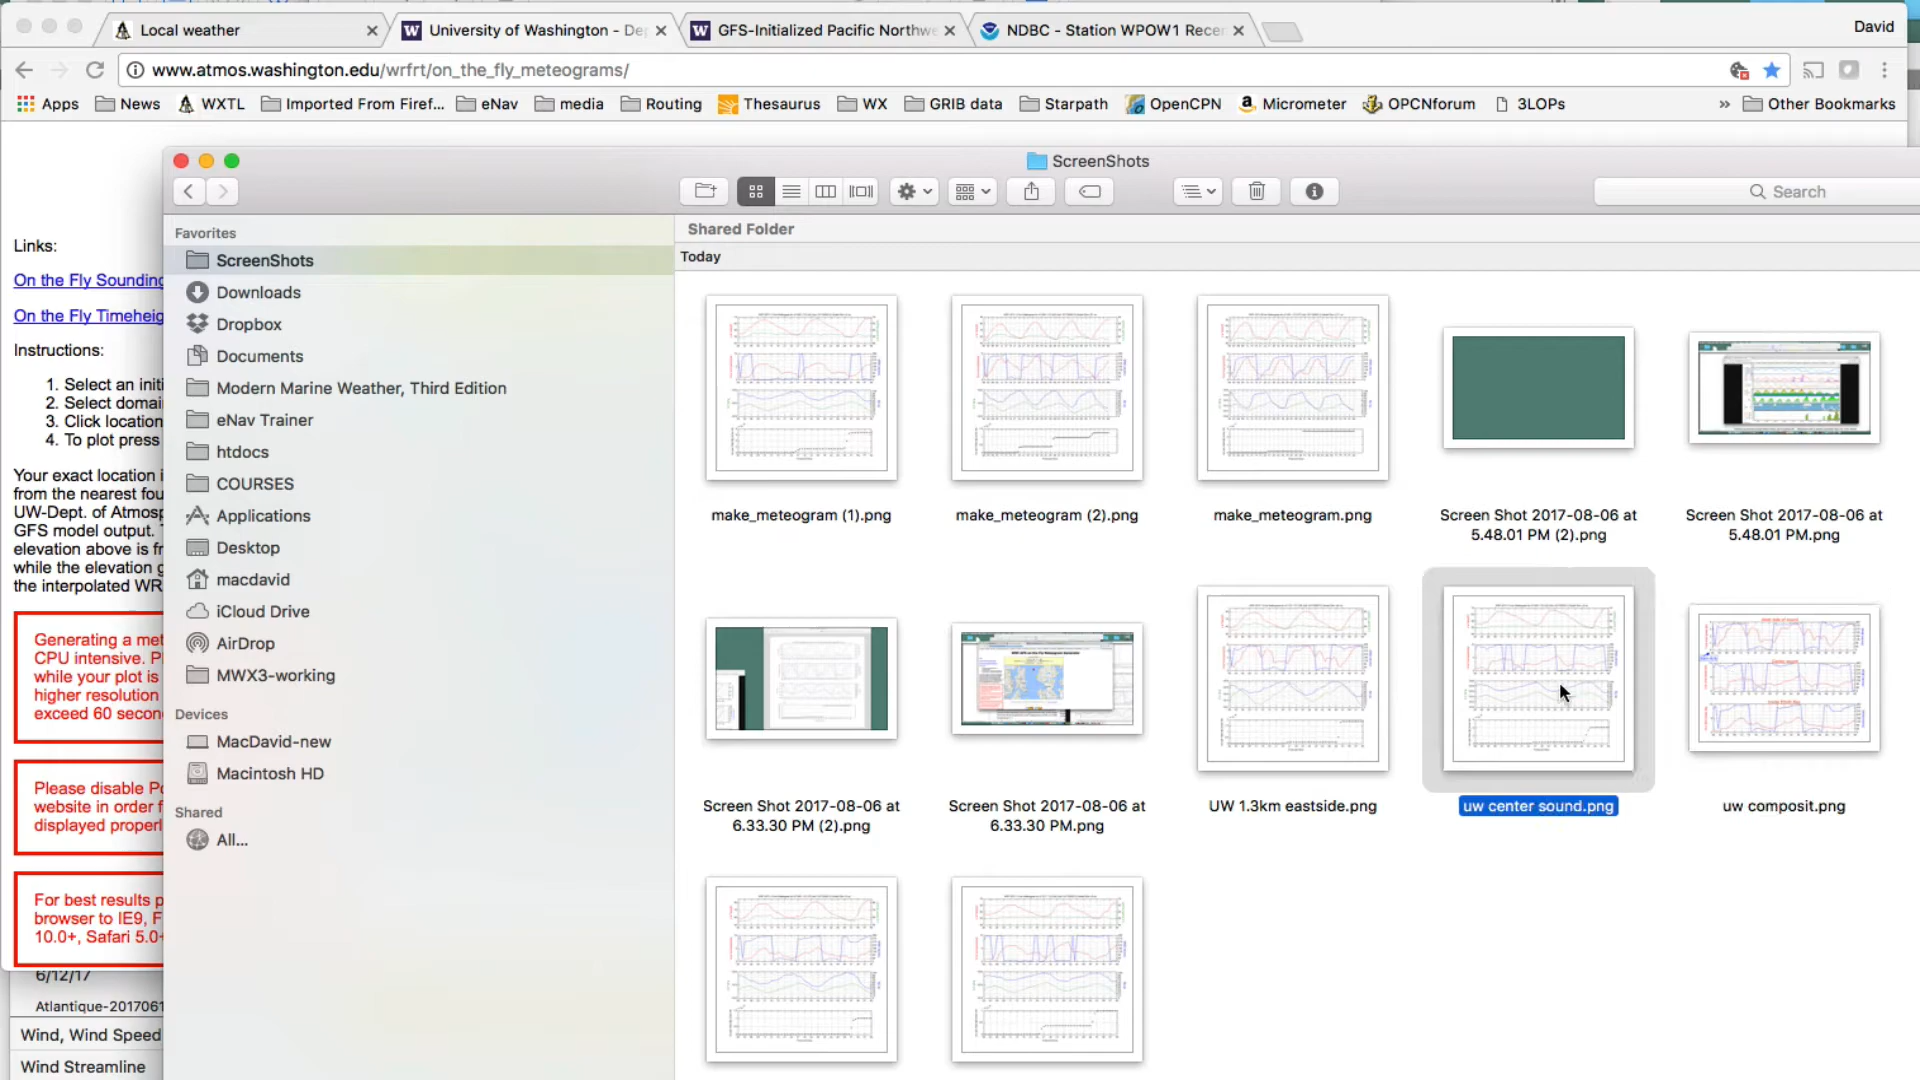 Local weather
University of Washington - De
GFS-Initialized Pacific Northwe
NDBC - Station WPOW1 Recen
David
www.atmos.washington.edu/wrfrt/on_the_fly_meteograms/
Apps
News
WXTL
Imported From Firef...
eNav
media
Routing
Thesaurus
WX
GRIB data
Starpath
OpenCPN
Micrometer
OPCNforum
3LOPs
»
Other Bookmarks
ScreenShots
Search
Links:
On the Fly Sounding
On the Fly Timeheig
Instructions:
1. Select an initi
2. Select domai
3. Click location
4. To plot press
Your exact location i
from the nearest fou
UW-Dept. of Atmosp
GFS model output.
elevation above is fr
while the elevation g
the interpolated WR
Generating a met
CPU intensive. Pl
while your plot is
higher resolution
exceed 60 secon
Please disable Po
website in order f
displayed properl
For best results p
browser to IE9, F
10.0+, Safari 5.0+
6/12/17
Atlantique-2017061
Wind, Wind Speed
Wind Streamline
Favorites
ScreenShots
Downloads
Dropbox
Documents
Modern Marine Weather, Third Edition
eNav Trainer
htdocs
COURSES
Applications
Desktop
macdavid
iCloud Drive
AirDrop
MWX3-working
Devices
MacDavid-new
Macintosh HD
Shared
All...
Shared Folder
Today
make_meteogram (1).png
make_meteogram (2).png
make_meteogram.png
Screen Shot 2017-08-06 at
5.48.01 PM (2).png
Screen Shot 2017-08-06 at
5.48.01 PM.png
Screen Shot 2017-08-06 at
6.33.30 PM (2).png
Screen Shot 2017-08-06 at
6.33.30 PM.png
UW 1.3km eastside.png
uw center sound.png
uw composit.png